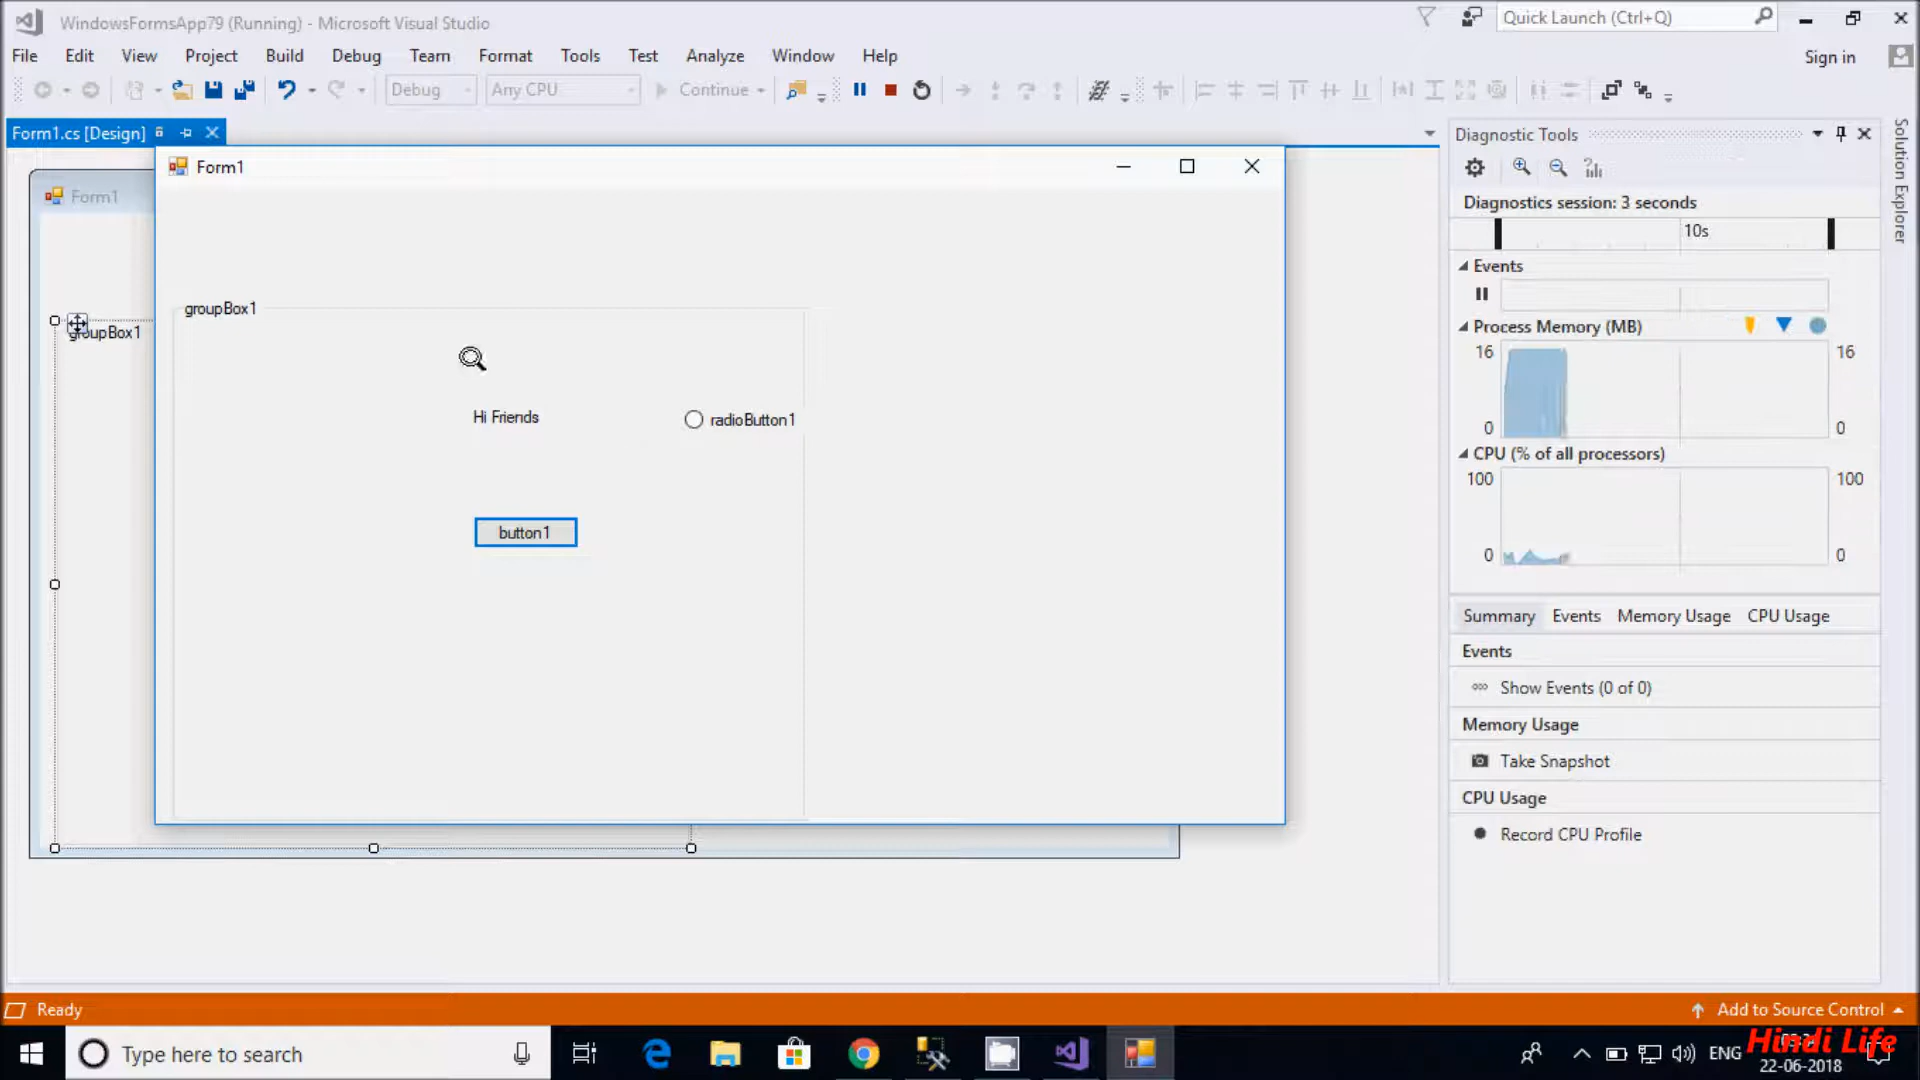 WindowsFormsApp79 (Running) - Microsoft Visual Studio
Quick Launch (Ctrl+Q)
File Edit View Project Build Debug Team Format Tools Test Analyze Window Help
Sign in
Debug Any CPU Continue
Form1.cs [Design]
Form1
groupBox1
Form1
groupBox1
Hi Friends
radioButton1
button1
Diagnostic Tools
Solution Explorer
Diagnostics session: 3 seconds
10s
Events
Process Memory (MB)
16 16
0 0
CPU (% of all processors)
100 100
0 0
Summary Events Memory Usage CPU Usage
Events
Show Events (0 of 0)
Memory Usage
Take Snapshot
CPU Usage
Record CPU Profile
Ready
Add to Source Control
Type here to search
ENG
Hindi Life
22-06-2018